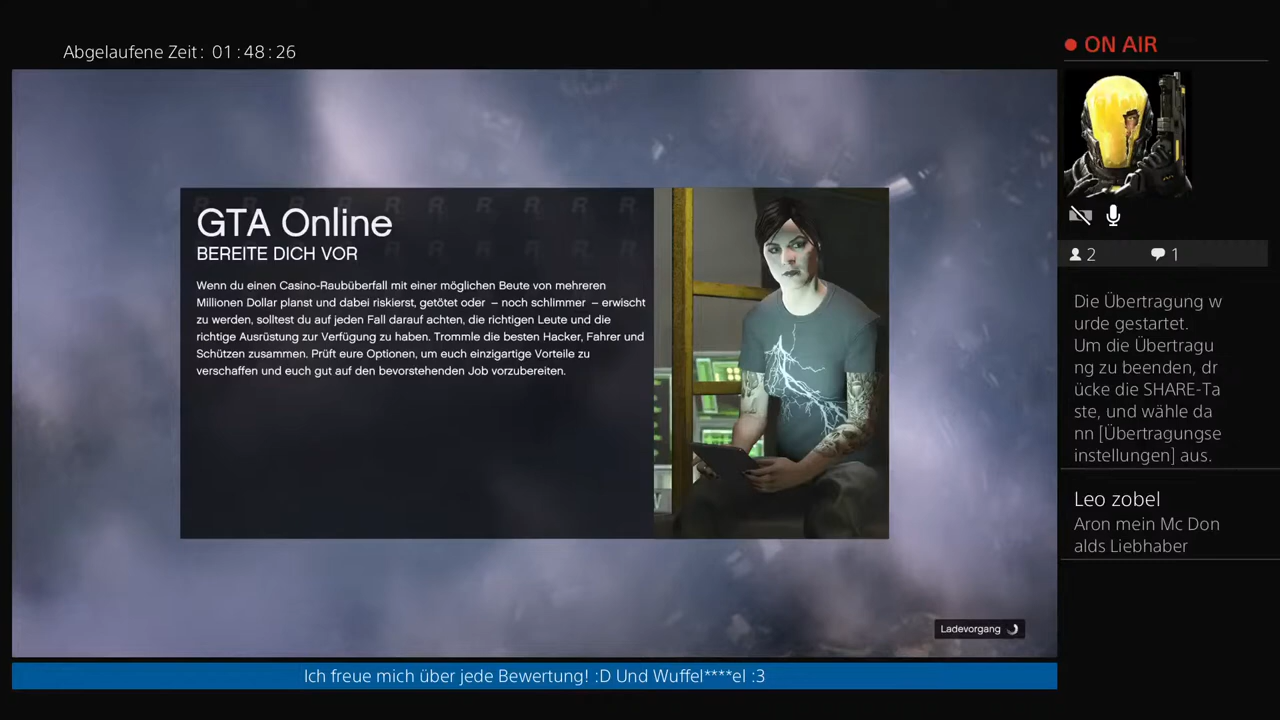 Abgelaufene Zeit: 01:48:26
ON AIR
GTA Online
BEREITE DICH VOR
Wenn du einen Casino-Raubüberfall mit einer möglichen Beute von mehreren
Millionen Dollar planst und dabei riskierst, getötet oder – noch schlimmer – erwischt
zu werden, solltest du auf jeden Fall darauf achten, die richtigen Leute und die
richtige Ausrüstung zur Verfügung zu haben. Trommle die besten Hacker, Fahrer und
Schützen zusammen. Prüft eure Optionen, um euch einzigartige Vorteile zu
verschaffen und euch gut auf den bevorstehenden Job vorzubereiten.
Ladevorgang
2 1
Die Übertragung w
urde gestartet.
Um die Übertragu
ng zu beenden, dr
ücke die SHARE-Ta
ste, und wähle da
nn [Übertragungse
instellungen] aus.
Leo zobel
Aron mein Mc Don
alds Liebhaber
Ich freue mich über jede Bewertung! :D Und Wuffel****el :3